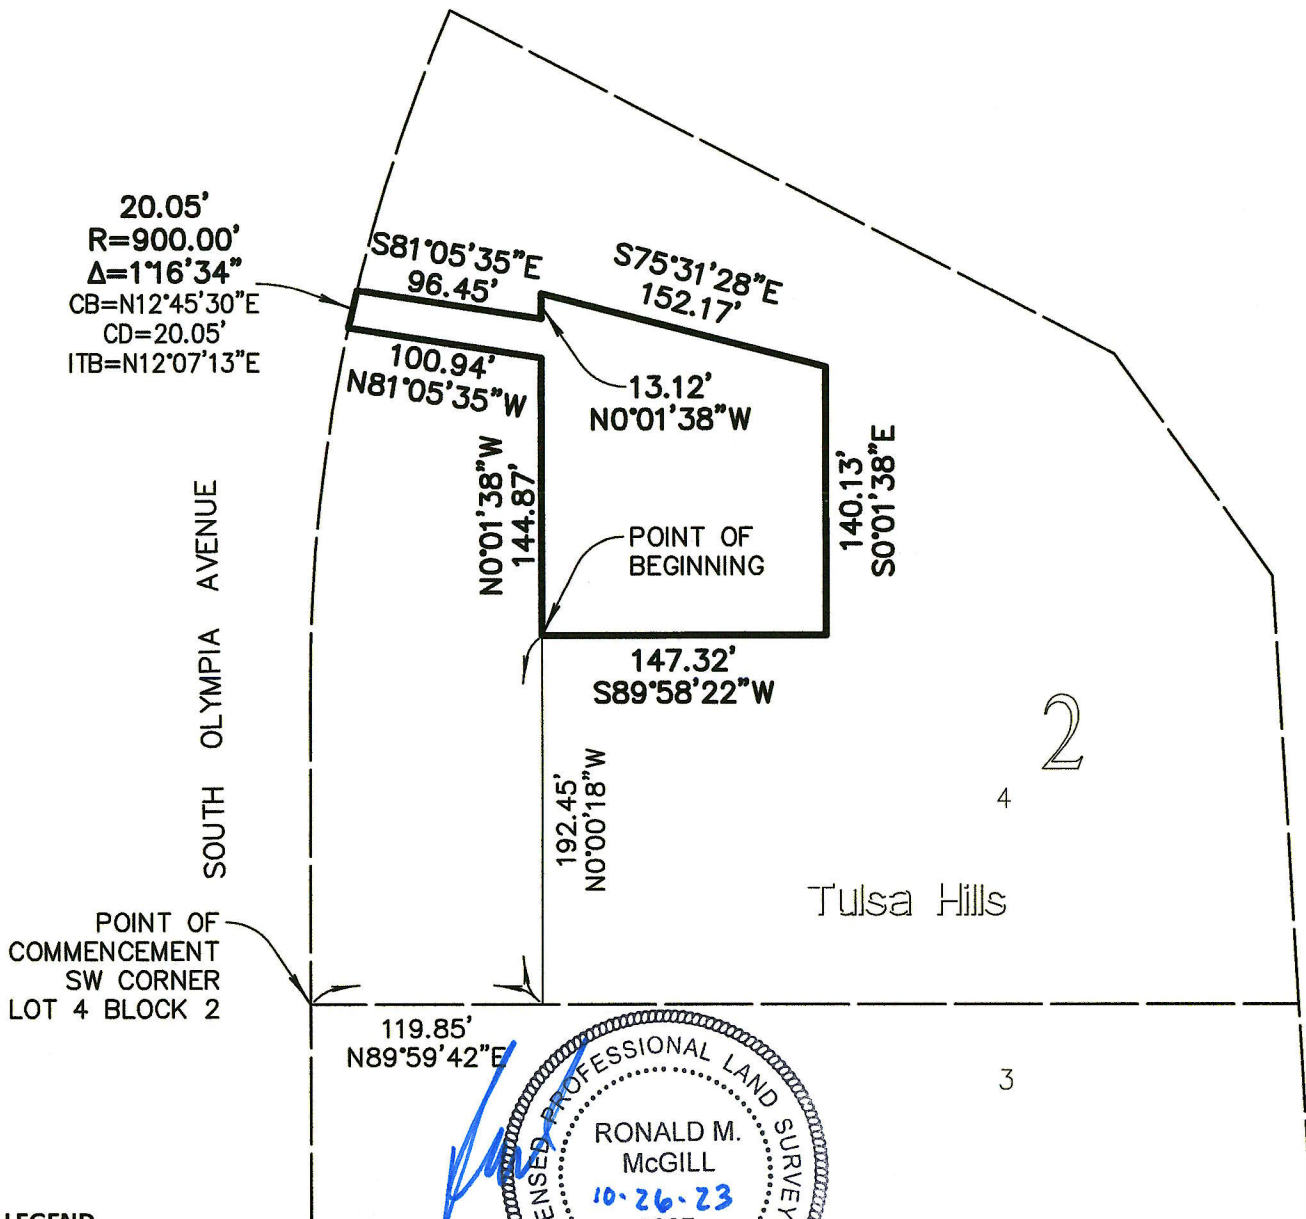 20.05'
R=900.00'
Δ=1°16'34"
CB=N12°45'30"E
CD=20.05'
ITB=N12°07'13"E
S81°05'35"E
96.45'
S75°31'28"E
152.17'
100.94'
N81°05'35"W
13.12'
N0°01'38"W
N0°01'38"W
144.87'
140.13'
S0°01'38"E
POINT OF
BEGINNING
147.32'
S89°58'22"W
SOUTH OLYMPIA AVENUE
192.45'
N0°00'18"W
2
4
Tulsa Hills
POINT OF
COMMENCEMENT
SW CORNER
LOT 4 BLOCK 2
119.85'
N89°59'42"E
3
PROFESSIONAL LAND
RONALD M.
McGILL
10-26-23
LEGEND